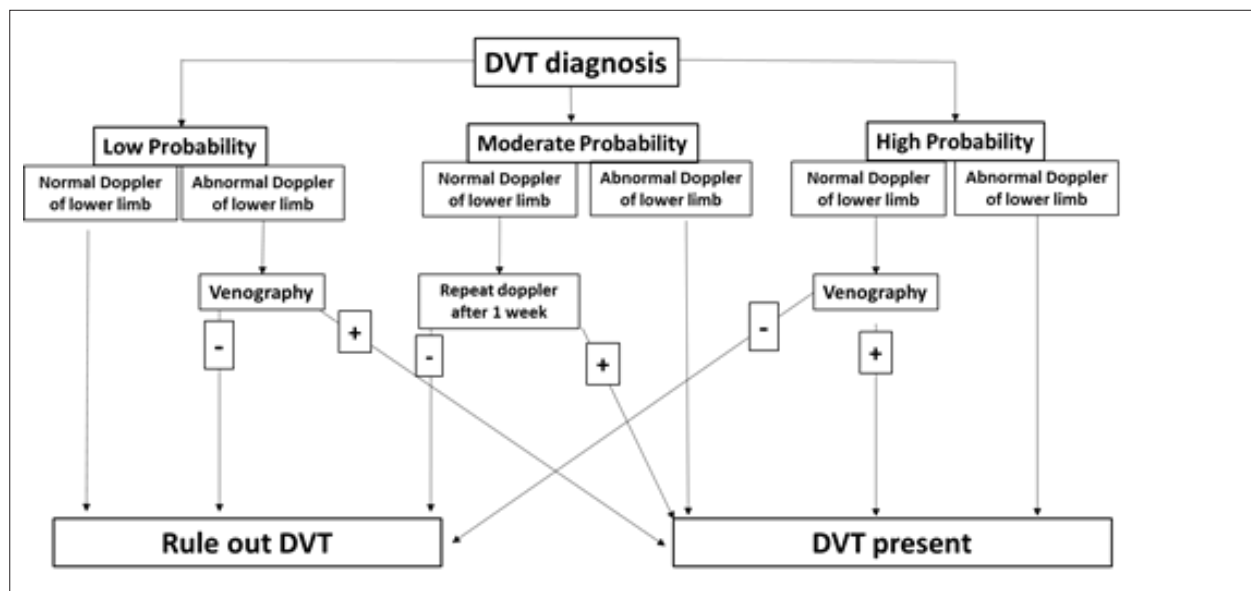 DVT diagnosis
Low Probability
Moderate Probability
High Probability
Normal Doppler
of lower limb
Abnormal Doppler
of lower limb
Normal Doppler
of lower limb
Abnormal Doppler
of lower limb
Normal Doppler
of lower limb
Abnormal Doppler
of lower limb
Venography
Repeat doppler
after 1 week
Venography
-
+
-
+
-
+
Rule out DVT
DVT present